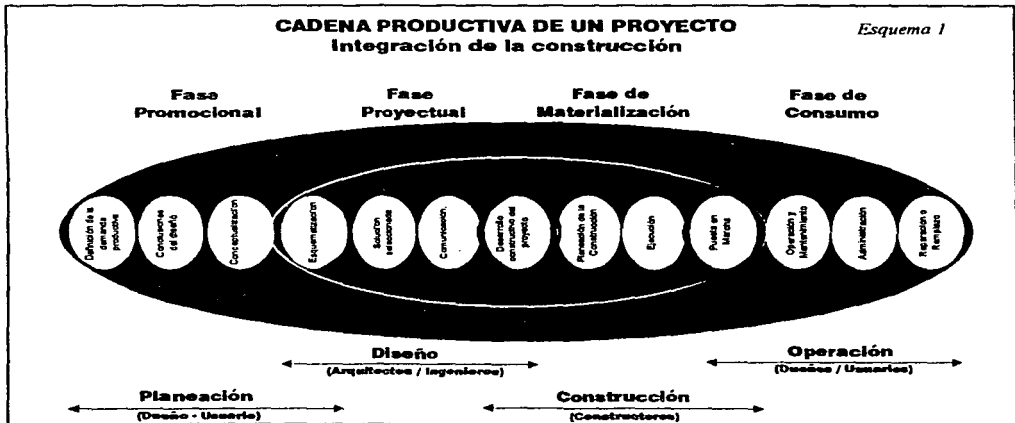 CADENA PRODUCTIVA DE UN PROYECTO
Integración de la construcción
Esquema 1
Fase
Promocional
Fase
Proyectual
Fase de
Materialización
Fase de
Consumo
Definición de la
demanda
productiva
del diseño
Conceptualización
Esquematización
Solución
seleccionada
Comunicación.
Desarrollo
constructivo del
proyecto
Planeación de la
Construcción
Ejecución
Puesta en
Marcha
Operación y
Mantenimiento
Administración
Reparación o
Remplazo
Diseño
(Arquitectos / Ingenieros)
Operación
(Dueños / Usuarios)
Planeación
(Dueño - Usuario)
Construcción
(Constructores)